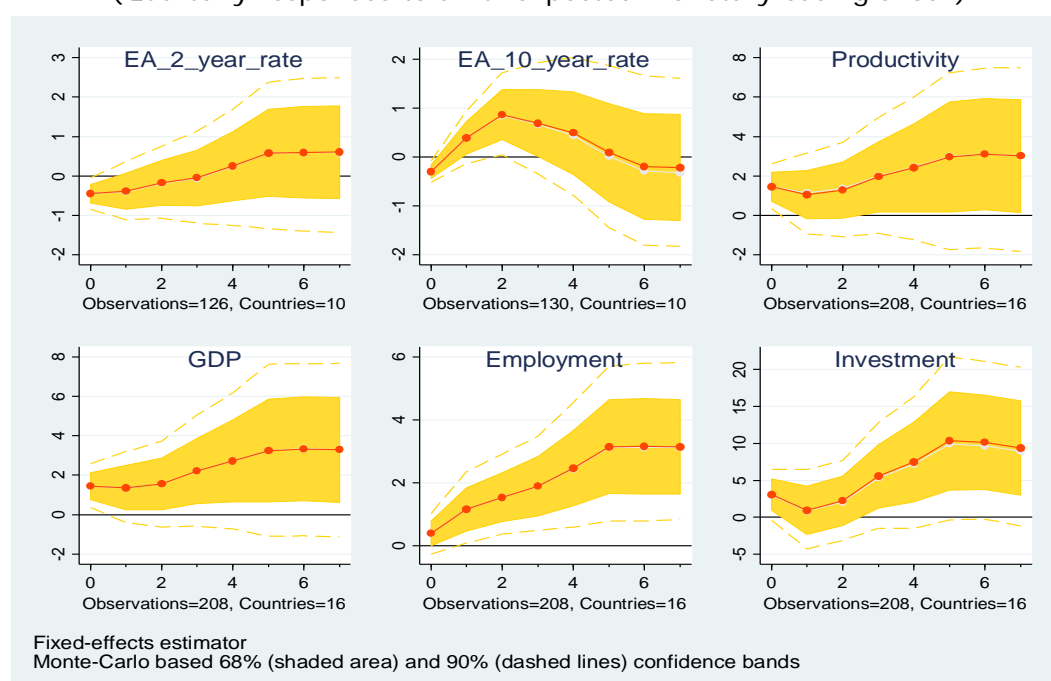 EA_2_year_rate EA_10_year_rate Productivity
3 2 1 0 -1 -2
2 1 0 -1 -2
8 6 4 2 0 -2
0 2 4 6 0 2 4 6 0 2 4 6
Observations=126, Countries=10 Observations=130, Countries=10 Observations=208, Countries=16
GDP Employment Investment
8 6 4 2 0 -2
6 4 2 0
20 15 10 5 0 -5
0 2 4 6 0 2 4 6 0 2 4 6
Observations=208, Countries=16 Observations=208, Countries=16 Observations=208, Countries=16
Fixed-effects estimator
Monte-Carlo based 68% (shaded area) and 90% (dashed lines) confidence bands